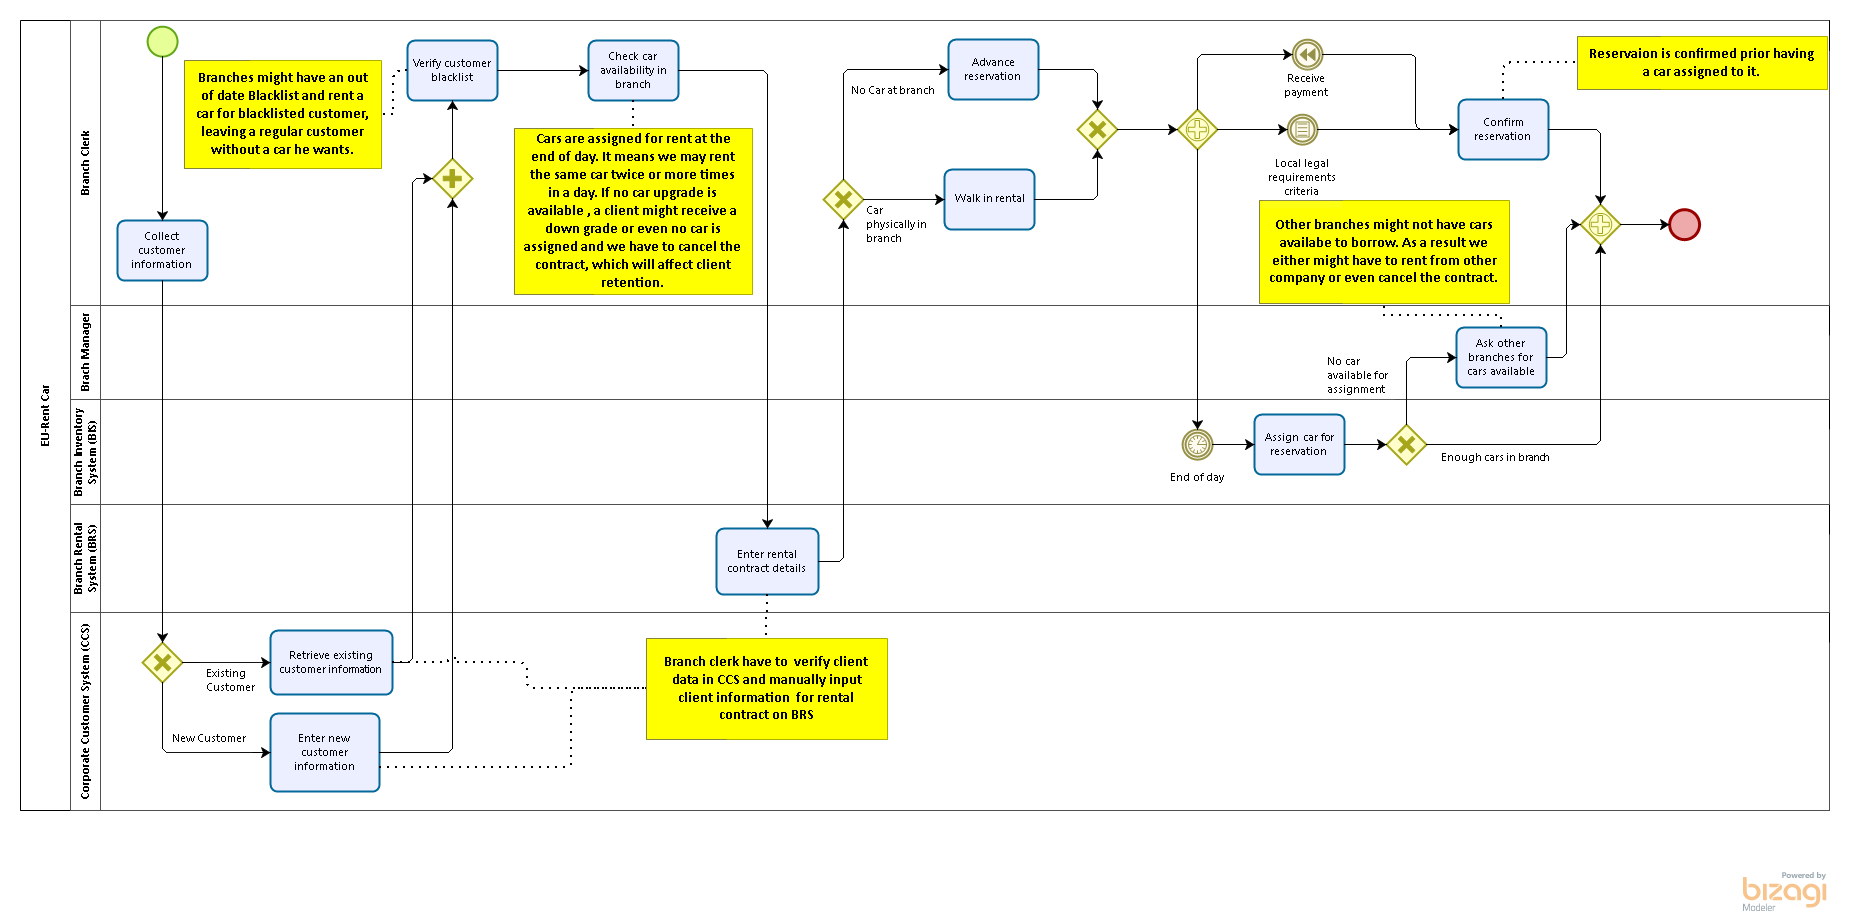 EU-Rent Car
Branch Clerk
Branches might have an out
of date Blacklist and rent a
car for blacklisted customer,
leaving a regular customer
without a car he wants.
Collect
customer
information
Verify customer
blacklist
Check car
availability in
branch
Cars are assigned for rent at the
end of day. It means we may rent
the same car twice or more times
in a day. If no car upgrade is
available , a client might receive a
down grade or even no car is
assigned and we have to cancel the
contract, which will affect client
retention.
No Car at branch
Car
physically in
branch
Advance
reservation
Walk in rental
Receive
payment
Local legal
requirements
criteria
Confirm
reservation
Reservaion is confirmed prior having
a car assigned to it.
Other branches might not have cars
availabe to borrow. As a result we
either might have to rent from other
company or even cancel the contract.
Brach Manager
No car
available for
assignment
Ask other
branches for
cars available
Branch Inventory
System (BIS)
End of day
Assign car for
reservation
Enough cars in branch
Branch Rental
System (BRS)
Enter rental
contract details
Corporate Customer System (CCS)
Existing
Customer
New Customer
Retrieve existing
customer information
Enter new
customer
information
Branch clerk have to verify client
data in CCS and manually input
client information for rental
contract on BRS
Powered by
bizagi
Modeler